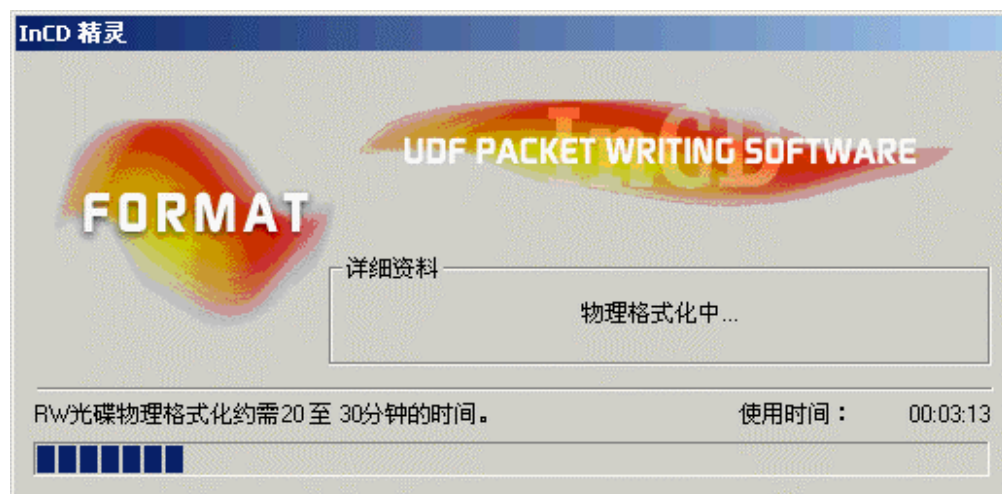 InCD 精灵
UDF PACKET WRITING SOFTWARE
InCD
FORMAT
详细资料
物理格式化中...
RW光碟物理格式化约需20 至 30分钟的时间。
使用时间： 00:03:13